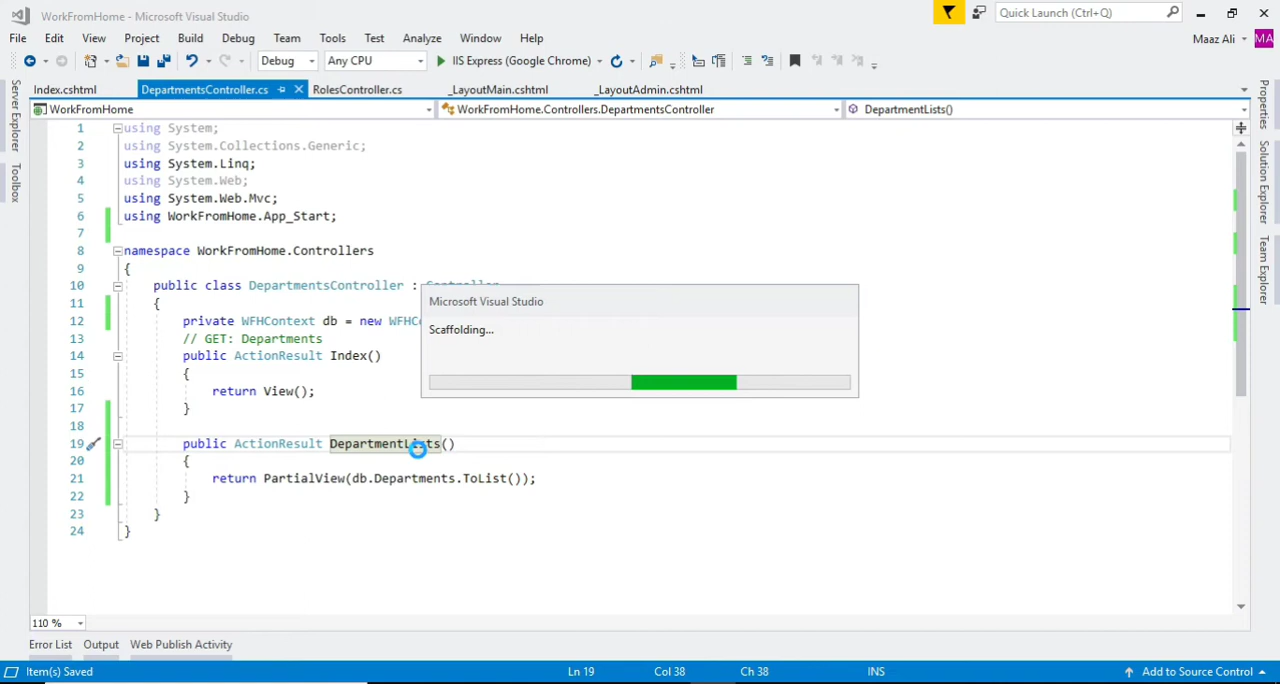 WorkFromHome - Microsoft Visual Studio
Quick Launch (Ctrl+Q)
File Edit View Project Build Debug Team Tools Test Analyze Window Help
Maaz Ali MA
Debug Any CPU IIS Express (Google Chrome)
Index.cshtml DepartmentsController.cs RolesController.cs _LayoutMain.cshtml _LayoutAdmin.cshtml
WorkFromHome WorkFromHome.Controllers.DepartmentsController DepartmentLists()
Server Explorer
Toolbox
Properties
Solution Explorer
Team Explorer
1 using System;
2 using System.Collections.Generic;
3 using System.Linq;
4 using System.Web;
5 using System.Web.Mvc;
6 using WorkFromHome.App_Start;
7
8 namespace WorkFromHome.Controllers
9 {
10 public class DepartmentsController : Controller
11 {
12 private WFHContext db = new WFHC
13 // GET: Departments
14 public ActionResult Index()
15 {
16 return View();
17 }
18
19 public ActionResult DepartmentLists()
20 {
21 return PartialView(db.Departments.ToList());
22 }
23 }
24 }
Microsoft Visual Studio
Scaffolding...
110 %
Error List Output Web Publish Activity
Item(s) Saved Ln 19 Col 38 Ch 38 INS Add to Source Control